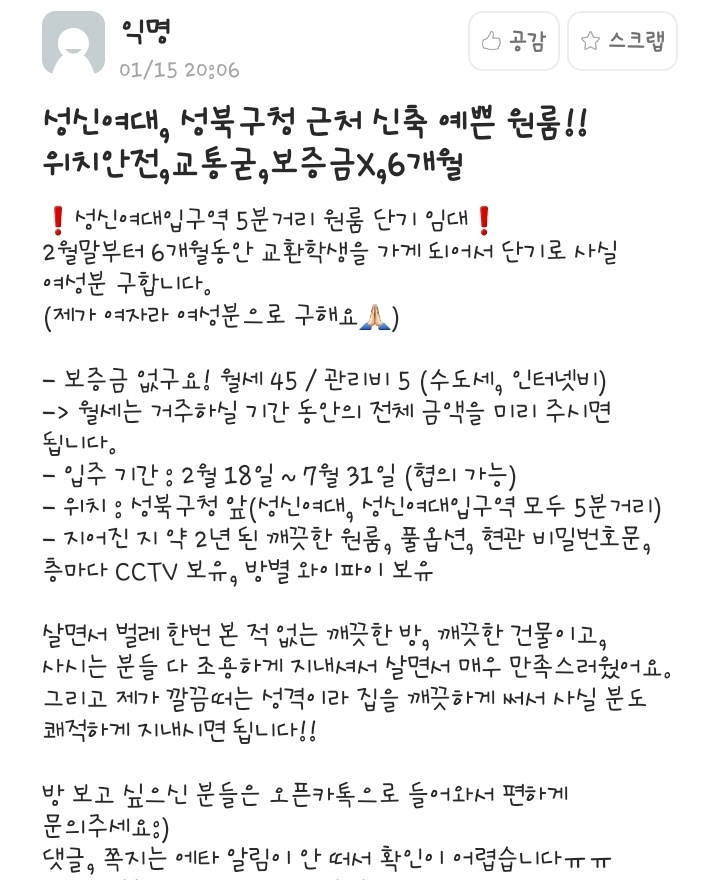 익명
01/15 20:06
공감
스크랩
성신여대, 성북구청 근처 신축 예쁜 원룸!!
위치안전,교통굳,보증금X,6개월
❗성신여대입구역 5분거리 원룸 단기 임대❗
2월말부터 6개월동안 교환학생을 가게 되어서 단기로 사실
여성분 구합니다.
(제가 여자라 여성분으로 구해요🙏🏻)
- 보증금 없구요! 월세 45 / 관리비 5 (수도세, 인터넷비)
-> 월세는 거주하실 기간 동안의 전체 금액을 미리 주시면
됩니다.
- 입주 기간 : 2월 18일 ~ 7월 31일 (협의 가능)
- 위치 : 성북구청 앞(성신여대, 성신여대입구역 모두 5분거리)
- 지어진 지 약 2년 된 깨끗한 원룸, 풀옵션, 현관 비밀번호문,
층마다 CCTV 보유, 방별 와이파이 보유
살면서 벌레 한번 본 적 없는 깨끗한 방, 깨끗한 건물이고,
사시는 분들 다 조용하게 지내셔서 살면서 매우 만족스러웠어요.
그리고 제가 깔끔떠는 성격이라 집을 깨끗하게 써서 사실 분도
쾌적하게 지내시면 됩니다!!
방 보고 싶으신 분들은 오픈카톡으로 들어와서 편하게
문의주세요:)
댓글, 쪽지는 에타 알림이 안 떠서 확인이 어렵습니다ㅠㅠ